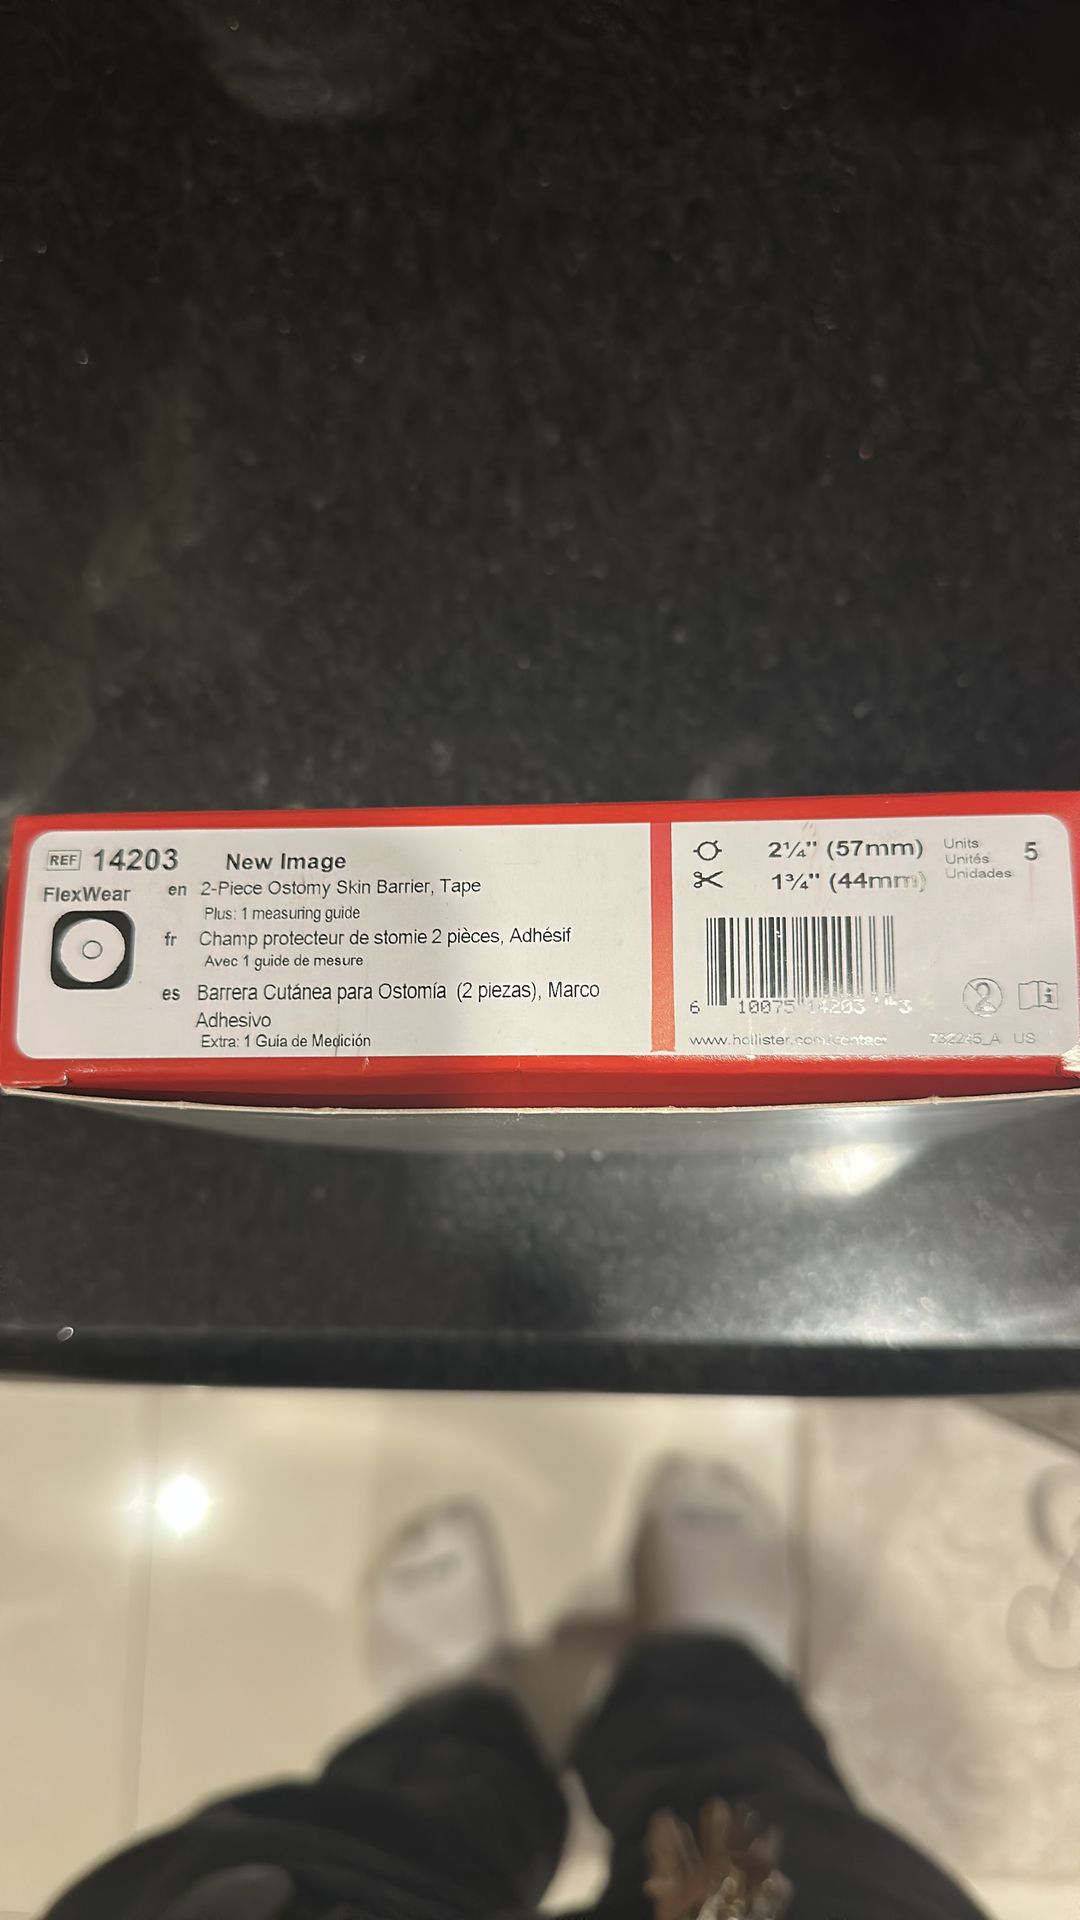 REF 14203 New Image
FlexWear
en 2-Piece Ostomy Skin Barrier, Tape
Plus: 1 measuring guide
fr Champ protecteur de stomie 2 pièces, Adhésif
Avec 1 guide de mesure
es Barrera Cutánea para Ostomía (2 piezas), Marco
Adhesivo
Extra: 1 Guía de Medición
2¼" (57mm)
1¾" (44mm)
Units 5
Unités
Unidades
6 10075 14203 3
2
i
www.hollister.com/contact
732245_A US